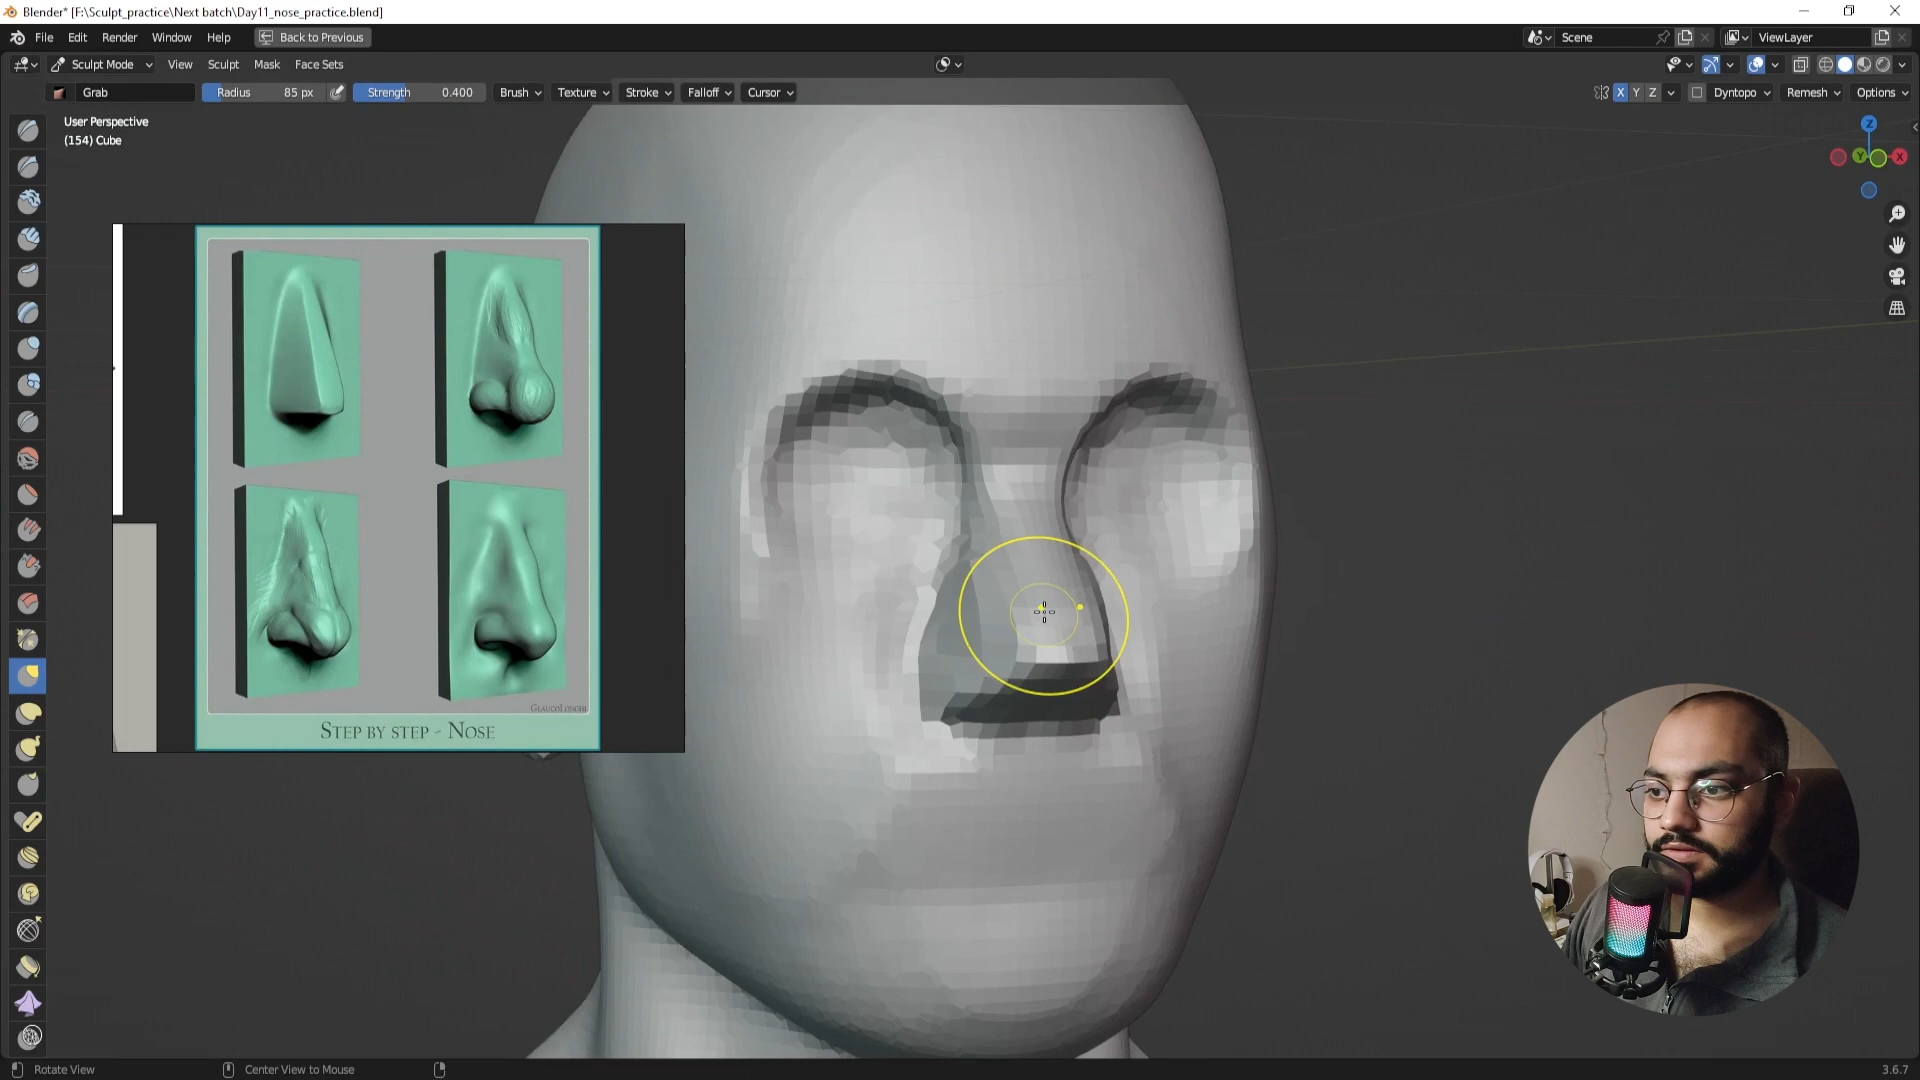 Blender* [F:\Sculpt_practice\Next batch\Day11_nose_practice.blend]
File Edit Render Window Help Back to Previous Scene ViewLayer
Sculpt Mode View Sculpt Mask Face Sets
Grab Radius 85 px Strength 0.400 Brush Texture Stroke Falloff Cursor X Y Z Dyntopo Remesh Options
User Perspective
(154) Cube
Z
Y X
GlaucoLonghi
Step by step - Nose
Rotate View Center View to Mouse 3.6.7